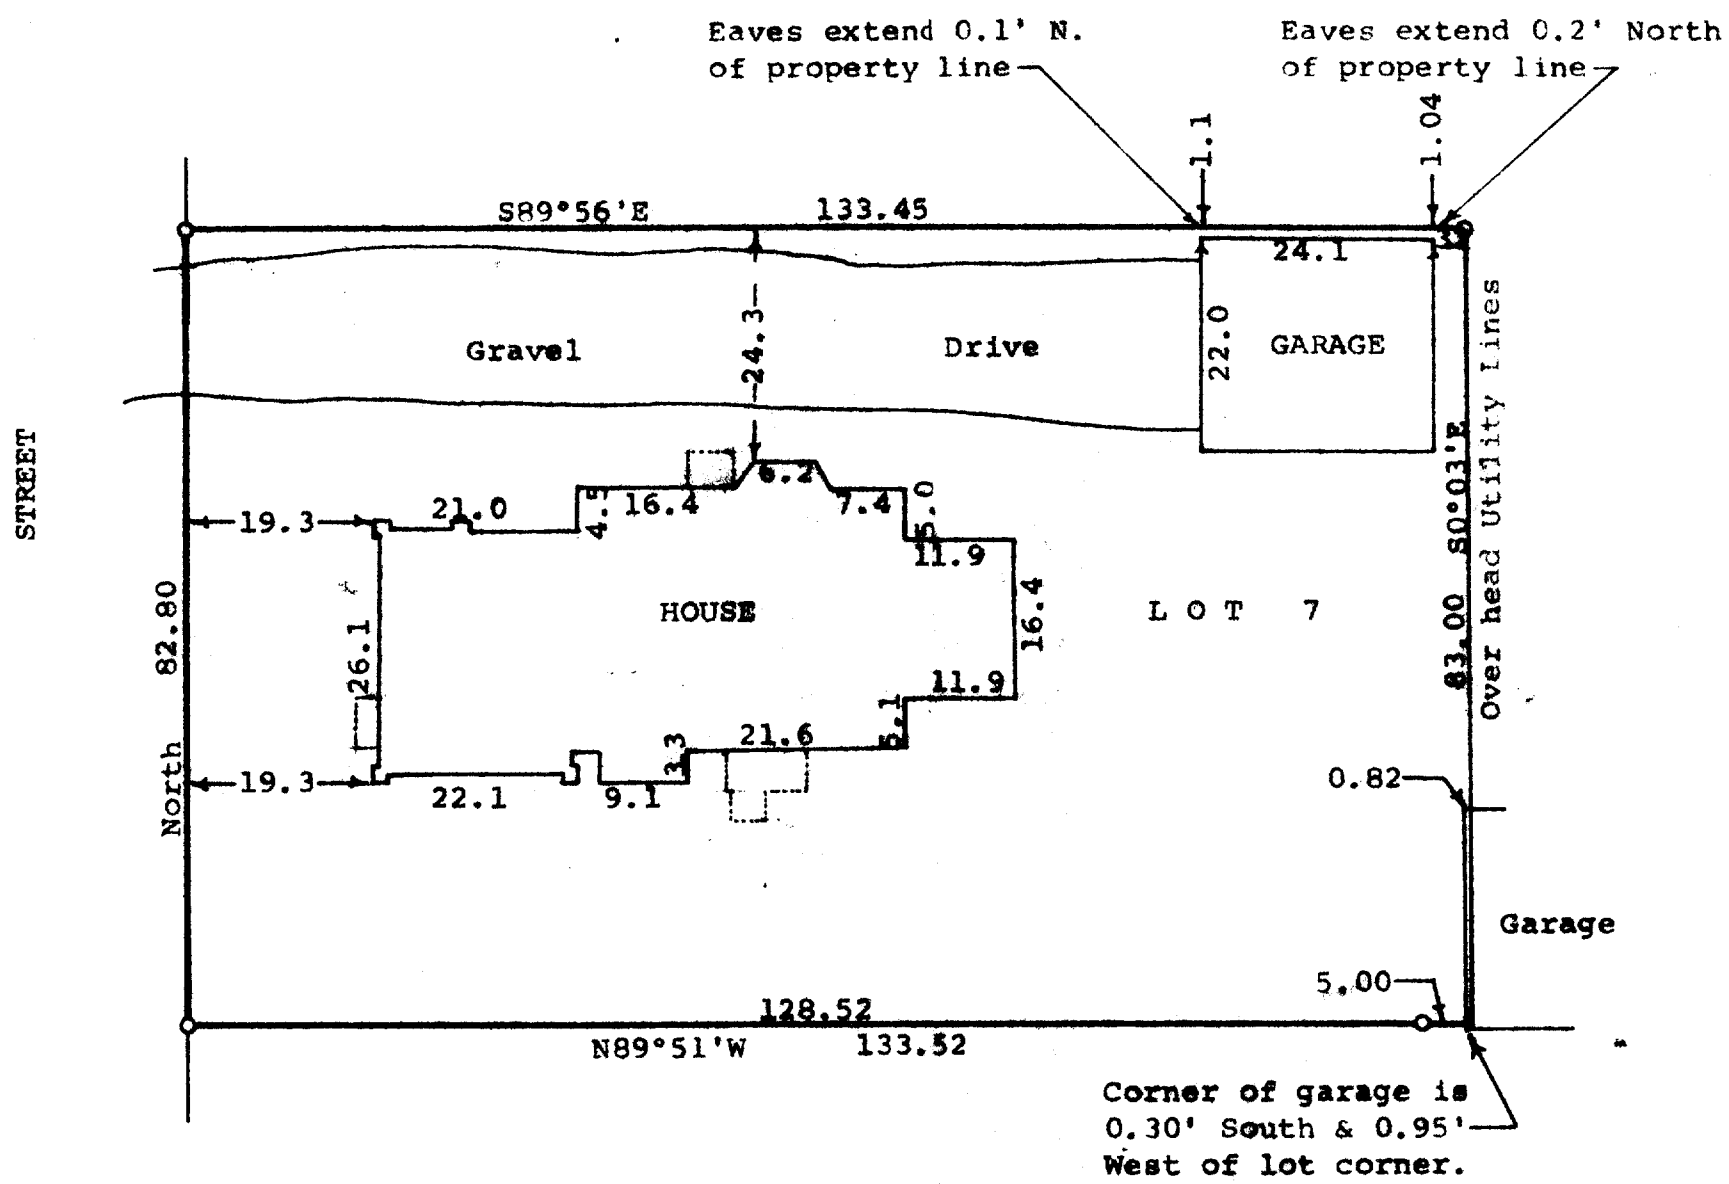 Eaves extend 0.1' N.
of property line
Eaves extend 0.2' North
of property line
1.1
1.04
S89°56'E 133.45
24.1
24.3
22.0
Gravel Drive
GARAGE
STREET
19.3
21.0
4.5
16.4
6.2
7.4
5.0
11.9
HOUSE
16.4
LOT 7
26.1
North 82.80
83.00 S0°03'E
Over head Utility Lines
11.9
5.1
21.6
3.3
19.3
22.1
9.1
0.82
Garage
5.00
128.52
N89°51'W 133.52
Corner of garage is
0.30' South & 0.95'
West of lot corner.